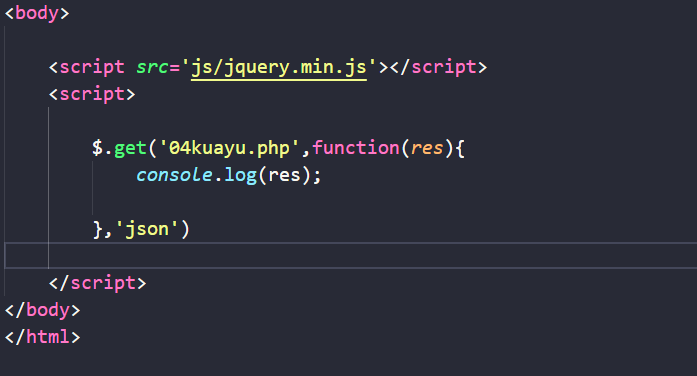 <body>
<script src='js/jquery.min.js'></script>
<script>
$.get('04kuayu.php',function(res){
console.log(res);
},'json')
</script>
</body>
</html>